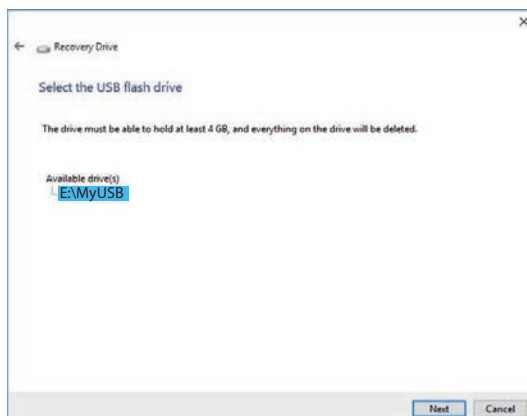 Recovery Drive
Select the USB flash drive
The drive must be able to hold at least 4 GB, and everything on the drive will be deleted.
Available drive(s)
E:\MyUSB
Next Cancel